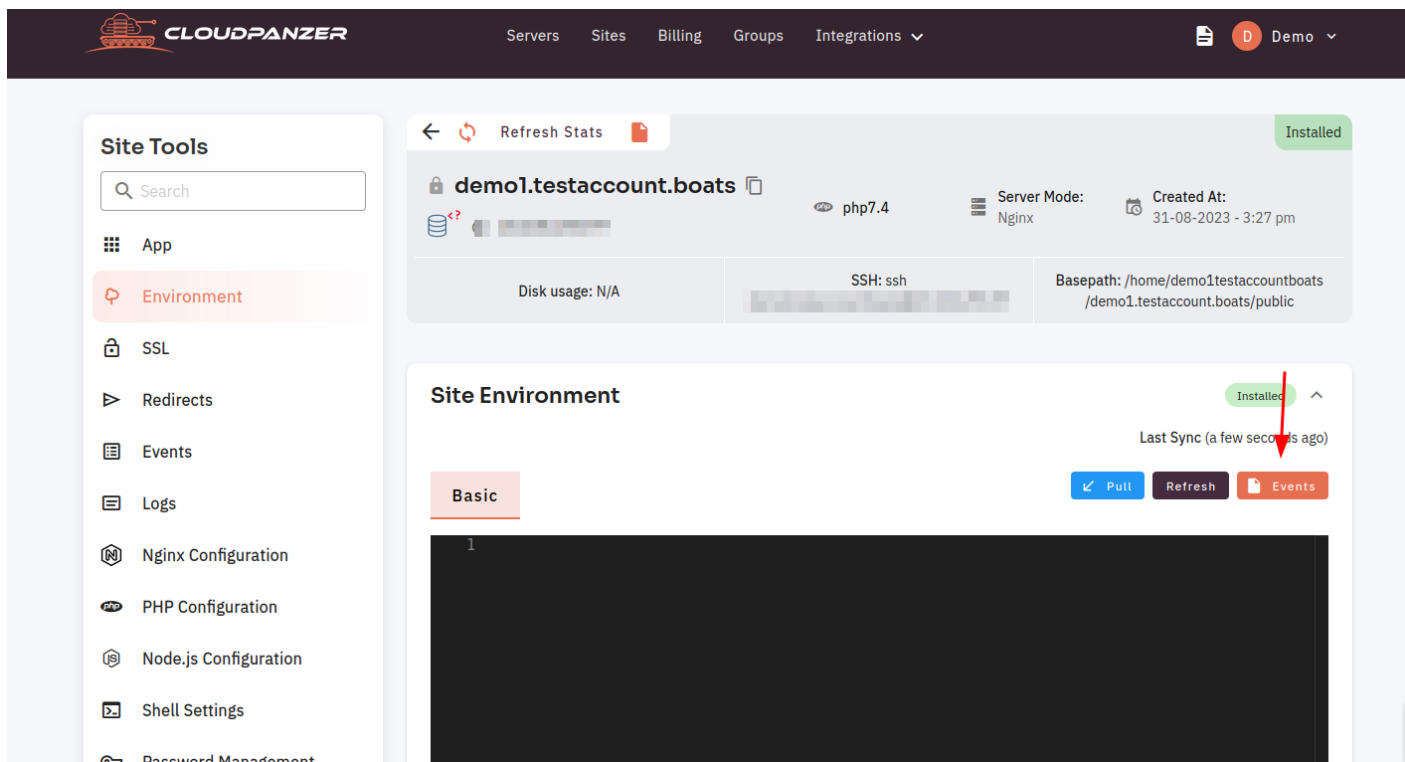 CLOUDPANZER
Servers Sites Billing Groups Integrations
D Demo
Site Tools
Search
App
Environment
SSL
Redirects
Events
Logs
Nginx Configuration
PHP Configuration
Node.js Configuration
Shell Settings
Password Management
Refresh Stats
Installed
demo1.testaccount.boats
php php7.4
Server Mode:
Nginx
Created At:
31-08-2023 - 3:27 pm
Disk usage: N/A
SSH: ssh
Basepath: /home/demo1testaccountboats
/demo1.testaccount.boats/public
Site Environment
Installed
Last Sync (a few seconds ago)
Basic
Pull Refresh Events
1